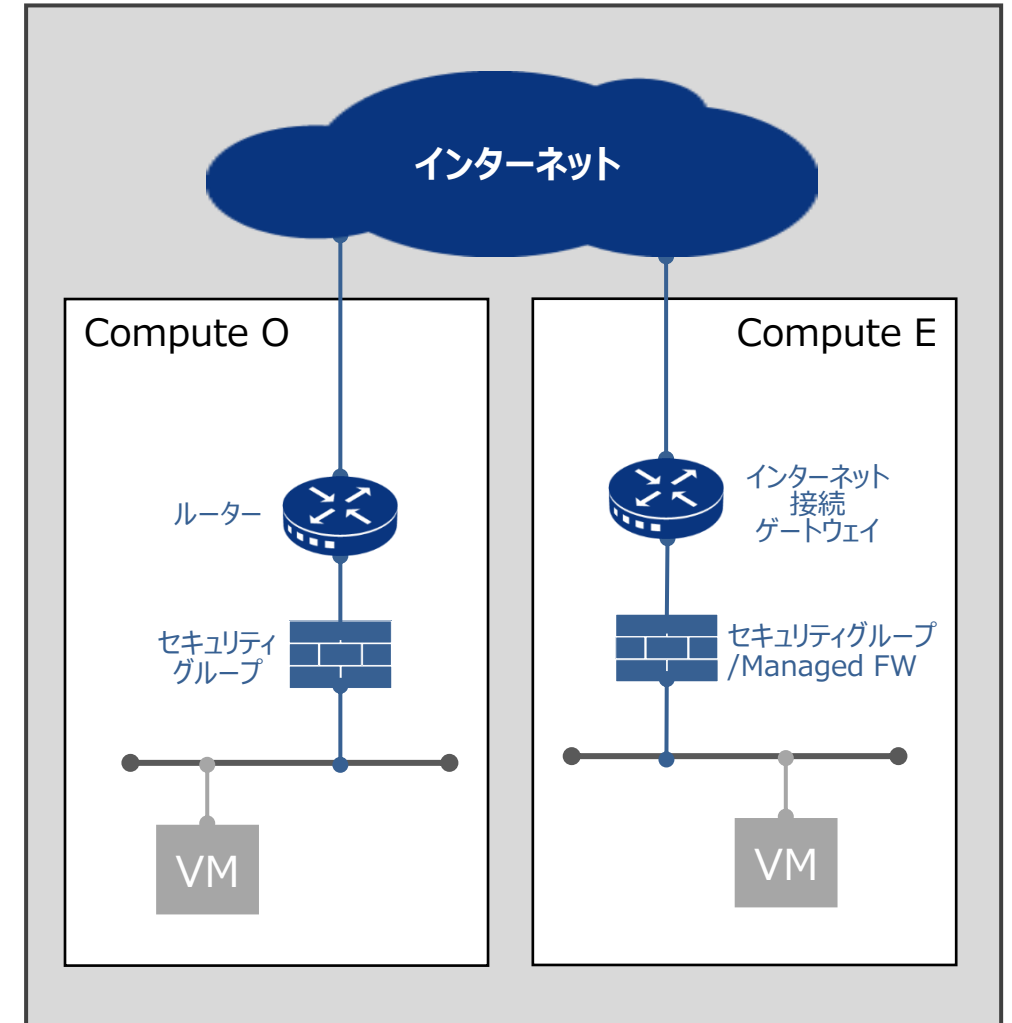 インターネット
Compute O
ルーター
セキュリティ
グループ
VM
Compute E
インターネット
接続
ゲートウェイ
セキュリティグループ
/Managed FW
VM